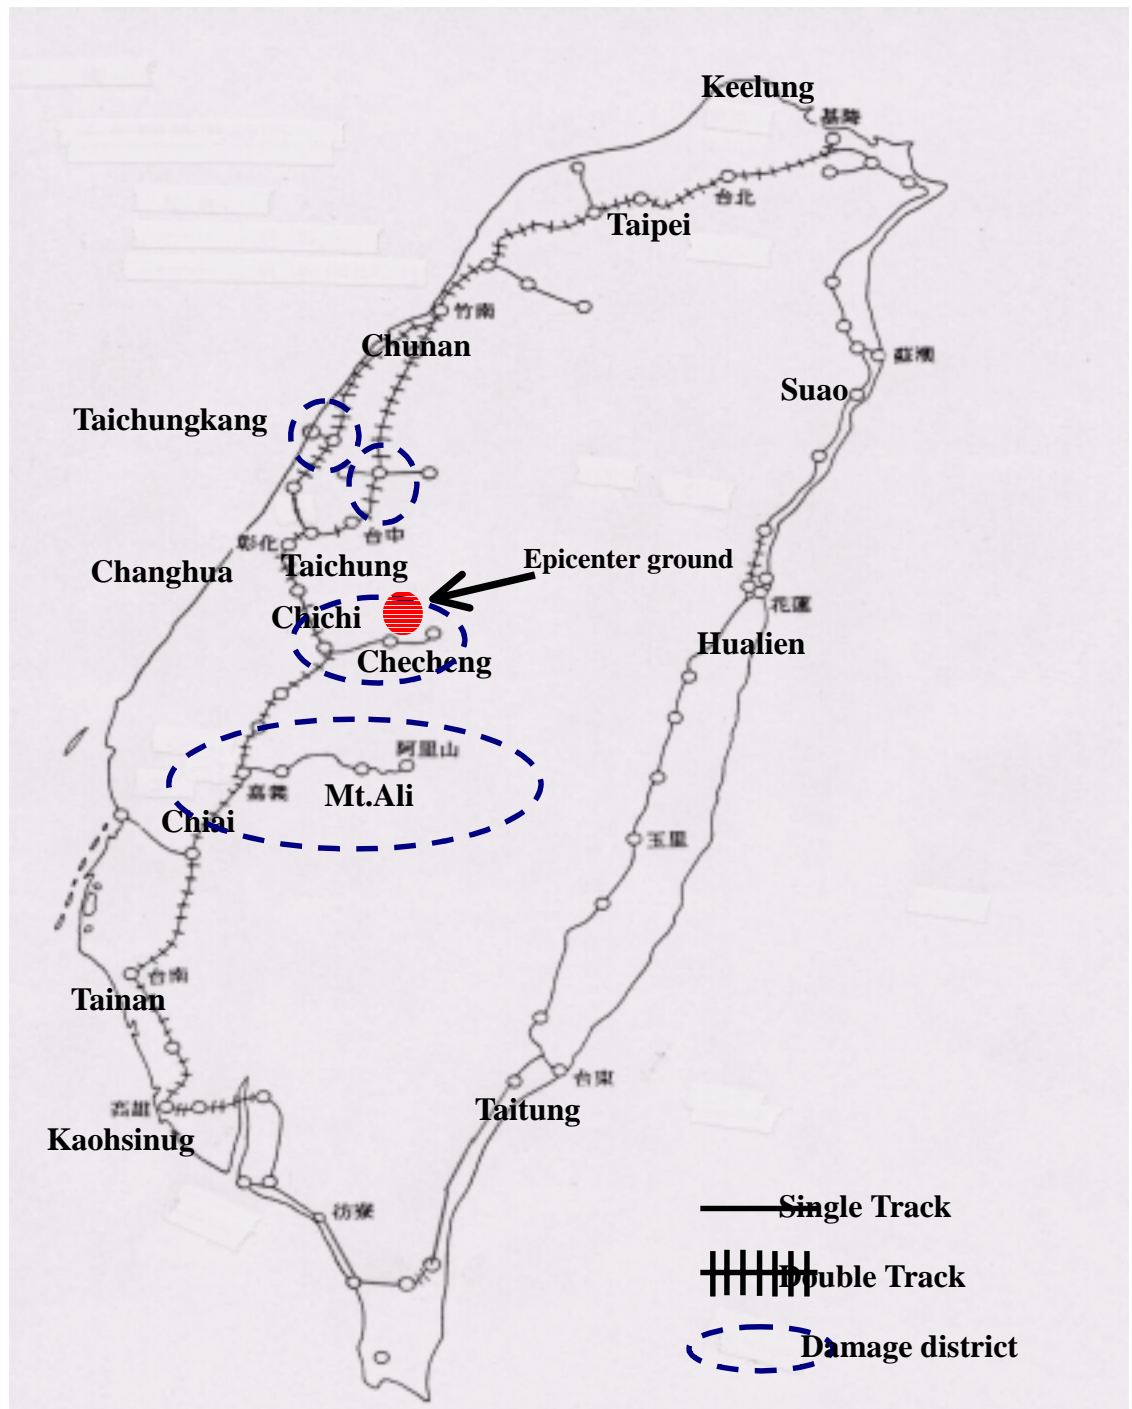 Keelung
基隆
台北
Taipei
竹南
Chunan
蘇澳
Suao
Taichungkang
台中
彰化
Epicenter ground
Taichung
Changhua
花蓮
Chichi
Hualien
Checheng
阿里山
嘉義
Mt.Ali
Chiai
玉里
台南
Tainan
台東
高雄
Taitung
Kaohsinug
枋寮
Single Track
Double Track
Damage district